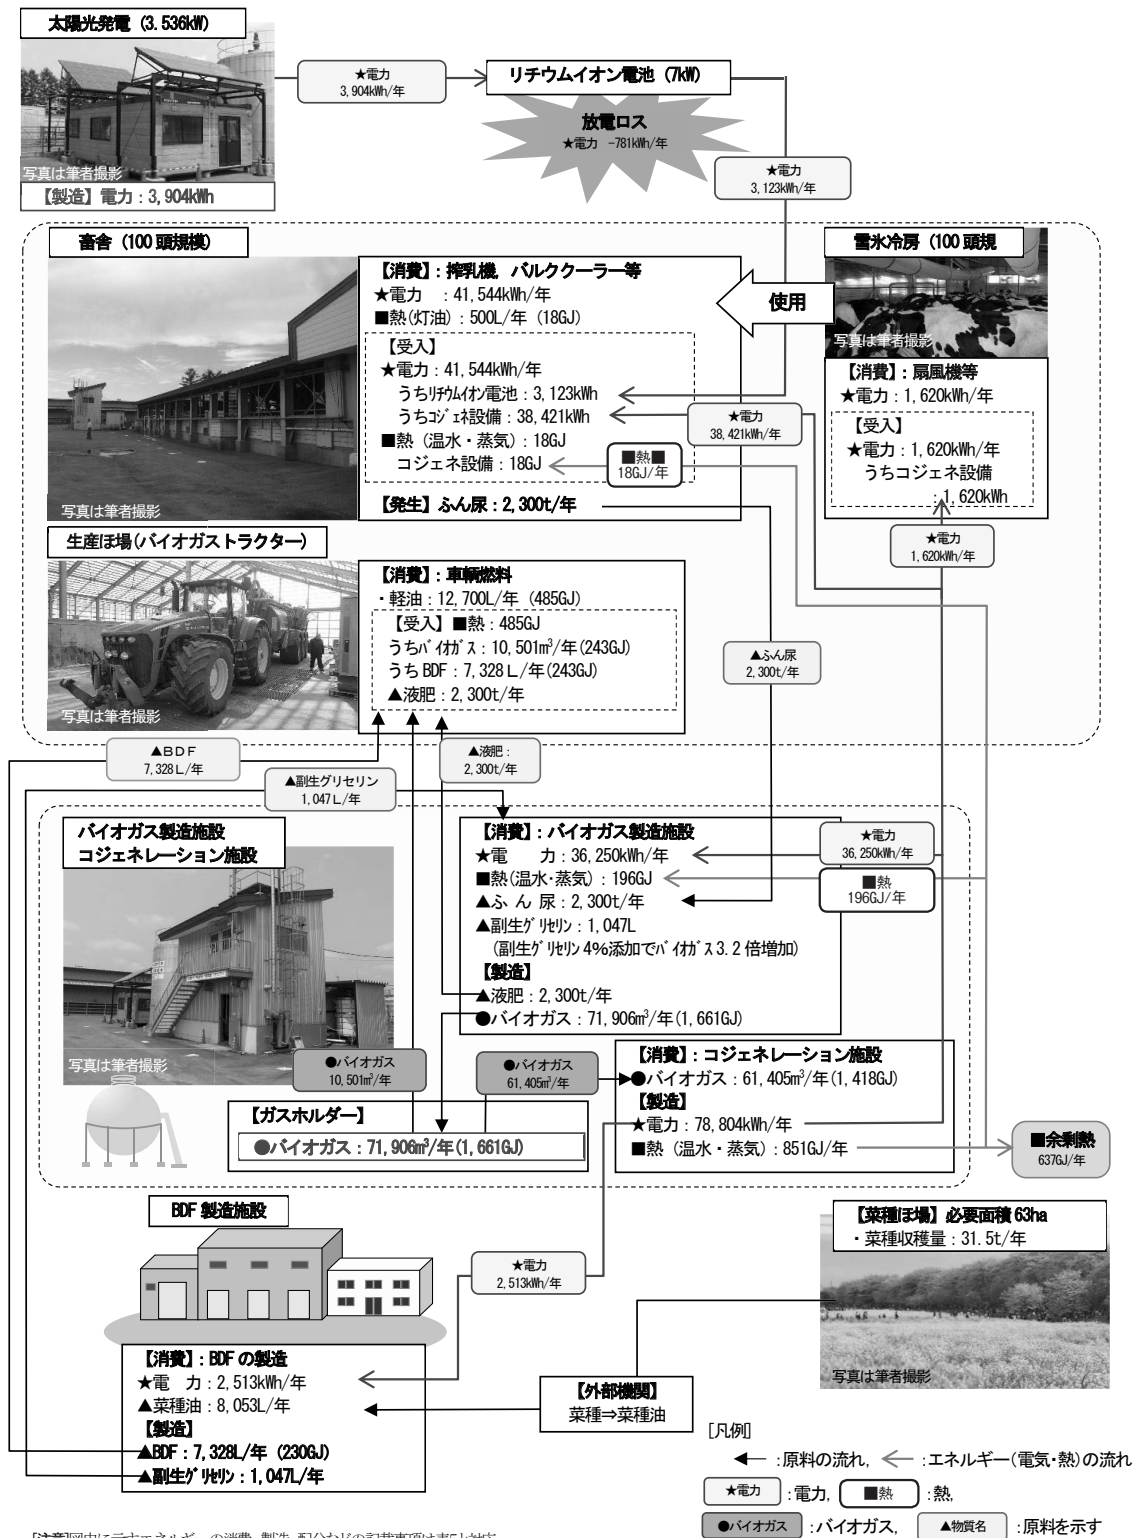 太陽光発電（3.536kW）
写真は筆者撮影
【製造】電力：3,904kWh
★電力
3,904kWh/年
リチウムイオン電池（7kW）
放電ロス
★電力　-781kWh/年
★電力
3,123kWh/年
畜舎（100頭規模）
写真は筆者撮影
【消費】：搾乳機，バルククーラー等
★電力　：41,544kWh/年
■熱(灯油)：500L/年（18GJ）
【受入】
★電力：41,544kWh/年
うちﾘﾁｳﾑｲｵﾝ電池：3,123kWh
うちｺｼﾞｪﾈ設備：38,421kWh
■熱（温水・蒸気）：18GJ
コジェネ設備：18GJ
【発生】ふん尿：2,300t/年
使用
雪氷冷房（100頭規
写真は筆者撮影
【消費】：扇風機等
★電力：1,620kWh/年
【受入】
★電力：1,620kWh/年
うちコジェネ設備
：1,620kWh
★電力
38,421kWh/年
■熱■
18GJ/年
★電力
1,620kWh/年
生産ほ場(バイオガストラクター)
写真は筆者撮影
【消費】：車輌燃料
・軽油：12,700L/年（485GJ）
【受入】■熱：485GJ
うちﾊﾞｲｵｶﾞｽ：10,501m³/年(243GJ)
うちBDF：7,328Ｌ/年(243GJ)
▲液肥：2,300t/年
▲ふん尿
2,300t/年
▲ＢＤＦ
7,328Ｌ/年
▲副生グリセリン
1,047Ｌ/年
▲液肥：
2,300t/年
バイオガス製造施設
コジェネレーション施設
写真は筆者撮影
【消費】：バイオガス製造施設
★電　　力：36,250kWh/年
■熱(温水･蒸気)：196GJ
▲ふ ん 尿：2,300t/年
▲副生ｸﾞﾘｾﾘﾝ：1,047L
(副生ｸﾞﾘｾﾘﾝ4%添加でﾊﾞｲｵｶﾞｽ3.2倍増加)
【製造】
▲液肥：2,300t/年
●バイオガス：71,906m³/年(1,661GJ)
★電力
36,250kWh/年
■熱
196GJ/年
●バイオガス
10,501m³/年
●バイオガス
61,405m³/年
【ガスホルダー】
●バイオガス：71,906m³/年(1,661GJ)
【消費】：コジェネレーション施設
●バイオガス：61,405m³/年(1,418GJ)
【製造】
★電力：78,804kWh/年
■熱（温水・蒸気）：851GJ/年
■余剰熱
637GJ/年
BDF製造施設
★電力
2,513kWh/年
【菜種ほ場】必要面積63ha
・菜種収穫量：31.5t/年
写真は筆者撮影
【消費】：BDFの製造
★電　力：2,513kWh/年
▲菜種油：8,053L/年
【製造】
▲BDF：7,328L/年（230GJ）
▲副生ｸﾞﾘｾﾘﾝ：1,047L/年
【外部機関】
菜種⇒菜種油
[凡例]
：原料の流れ，：エネルギー(電気･熱)の流れ
★電力：電力，■熱：熱，
●バイオガス：バイオガス，▲物質名：原料を示す